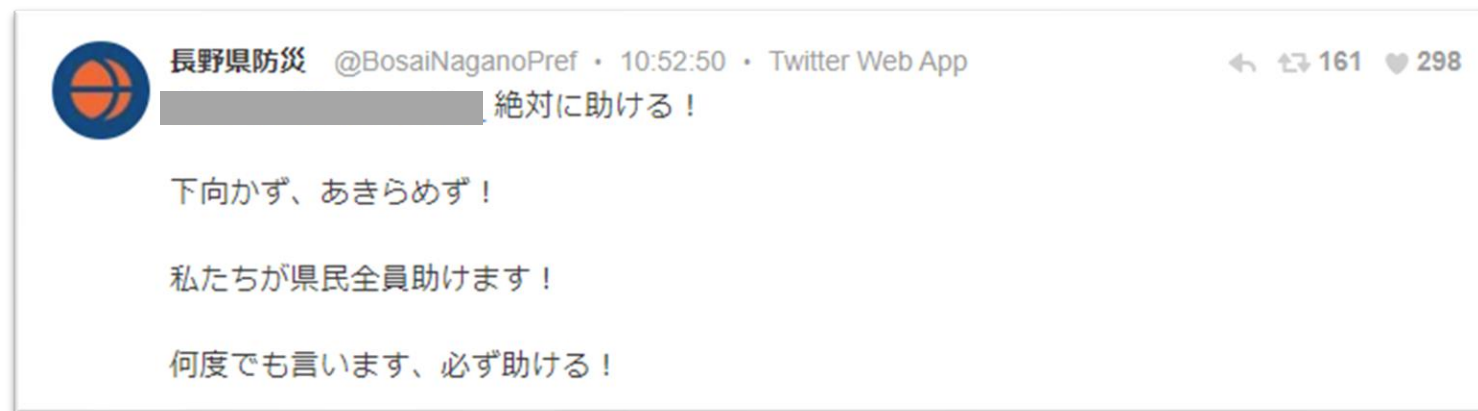 長野県防災 @BosaiNaganoPref · 10:52:50 · Twitter Web App 161 298
絶対に助ける！
下向かず、あきらめず！
私たちが県民全員助けます！
何度でも言います、必ず助ける！